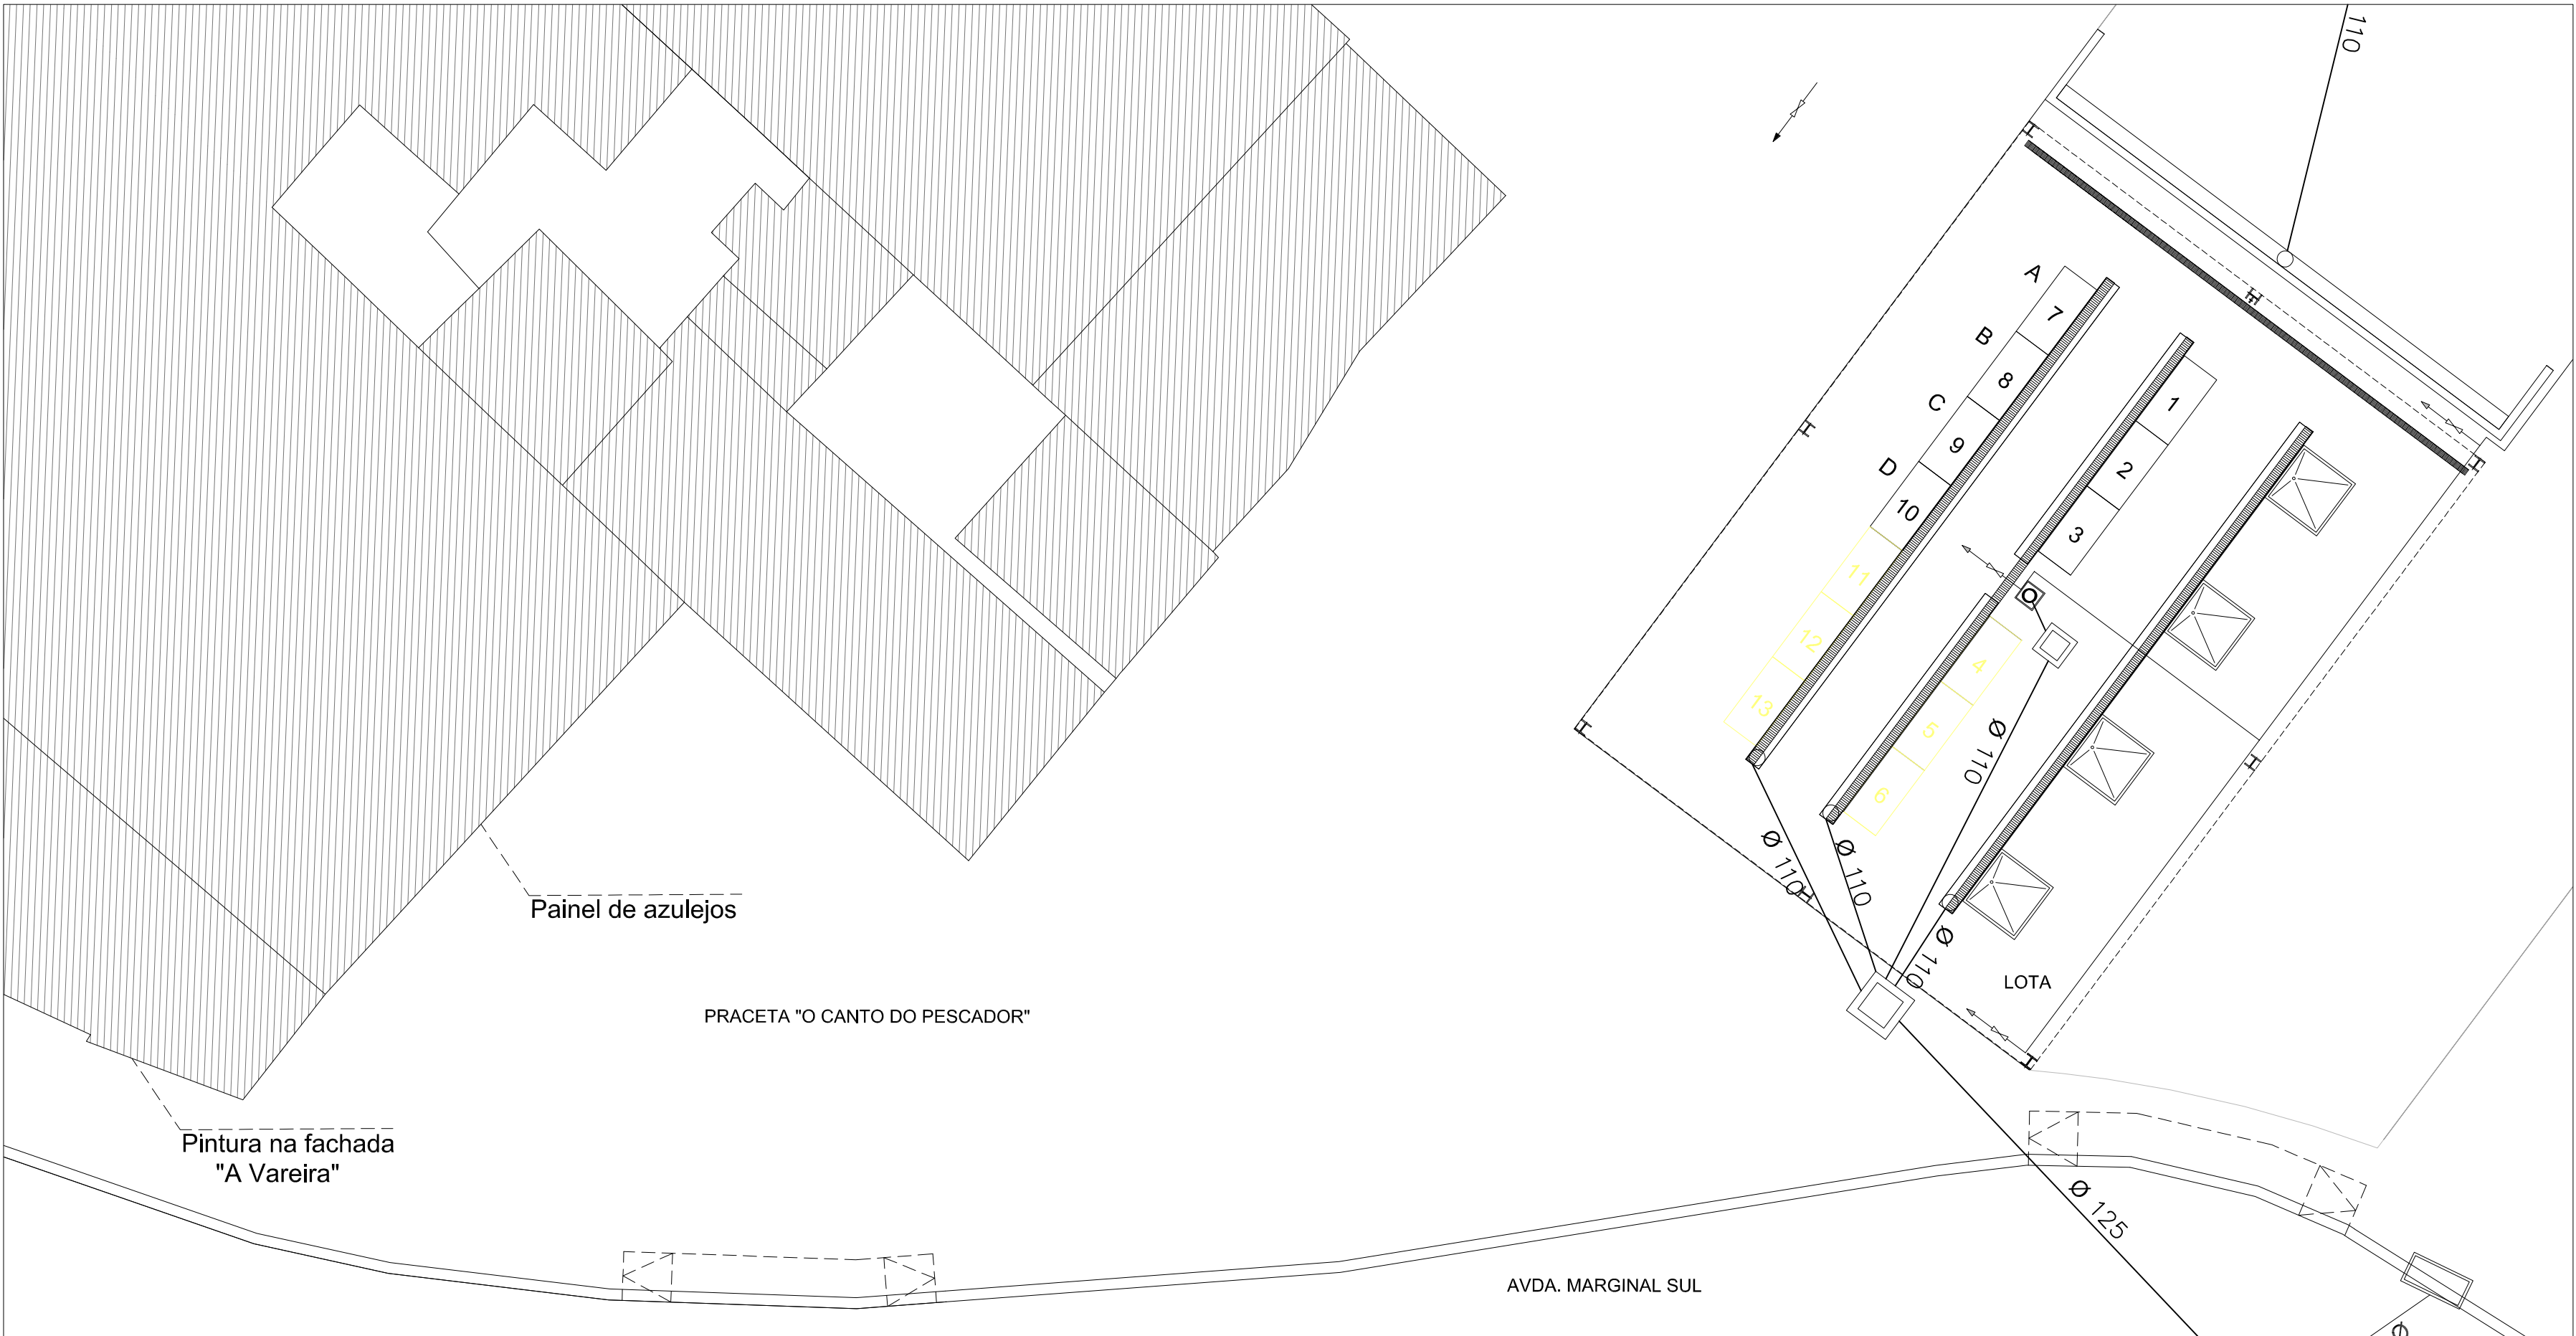 110
A
7
B
8
C
9
D
10
11
12
13
1
2
3
4
5
6
Ø 110
Ø 110
Ø 110
Ø 110
LOTA
Painel de azulejos
PRACETA "O CANTO DO PESCADOR"
Pintura na fachada
"A Vareira"
Ø 125
AVDA. MARGINAL SUL
Ø